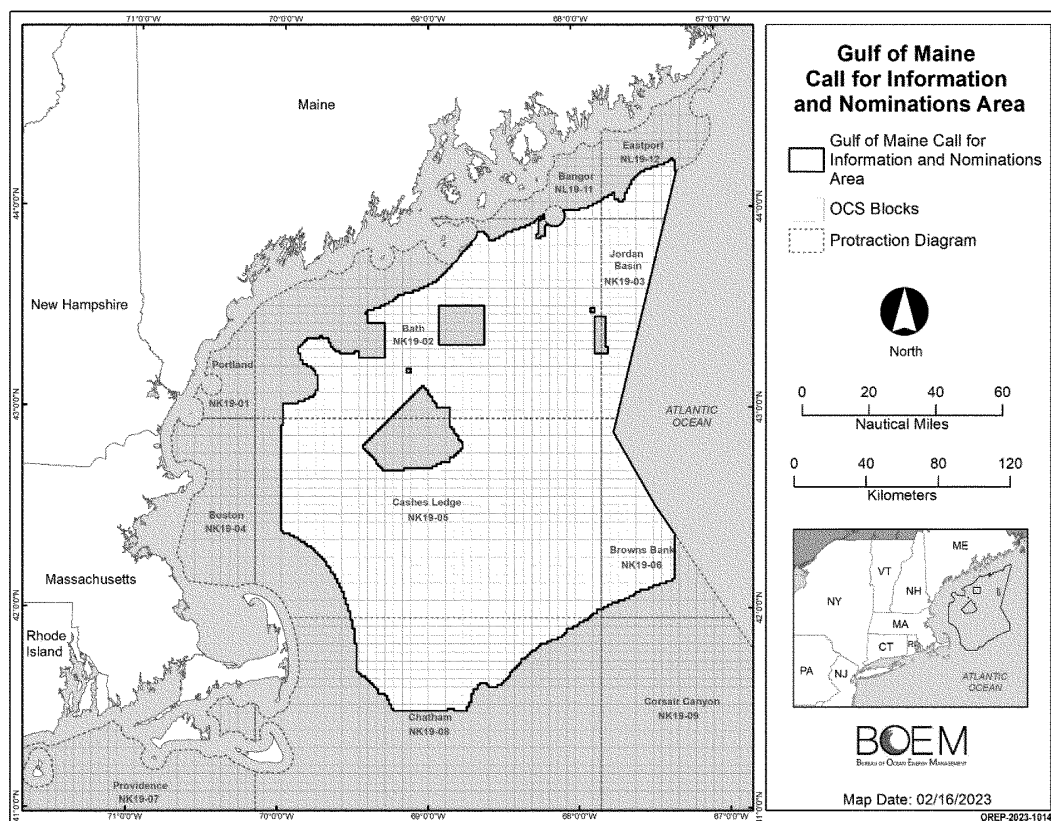 71°0'0"W
70°0'0"W
69°0'0"W
68°0'0"W
67°0'0"W
Maine
New Hampshire
Massachusetts
Rhode
Island
44°0'0"N
43°0'0"N
42°0'0"N
41°0'0"N
44°0'0"N
43°0'0"N
42°0'0"N
41°0'0"N
Eastport
NL19-12
Bangor
NL19-11
Jordan
Basin
NK19-03
Bath
NK19-02
Portland
NK19-01
ATLANTIC
OCEAN
Cashes Ledge
NK19-05
Boston
NK19-04
Browns Bank
NK19-06
Corsair Canyon
NK19-09
Chatham
NK19-08
Providence
NK19-07
71°0'0"W
70°0'0"W
69°0'0"W
68°0'0"W
67°0'0"W
Gulf of Maine
Call for Information
and Nominations Area
Gulf of Maine Call for
Information and Nominations
Area
OCS Blocks
Protraction Diagram
North
0 20 40 60
Nautical Miles
0 40 80 120
Kilometers
ME
VT
NH
NY
MA
CT
RI
PA
NJ
ATLANTIC
OCEAN
BOEM
BUREAU OF OCEAN ENERGY MANAGEMENT
Map Date: 02/16/2023
OREP-2023-1014